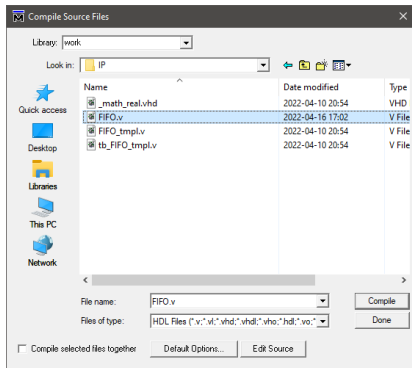 Compile Source Files
Library: work
Look in: IP
Name Date modified Type
_math_real.vhd 2022-04-10 20:54 VHD
FIFO.v 2022-04-16 17:02 V File
FIFO_tmpl.v 2022-04-10 20:54 V File
tb_FIFO_tmpl.v 2022-04-10 20:54 V File
Quick access
Desktop
Libraries
This PC
Network
File name: FIFO.v Compile
Files of type: HDL Files (*.v;*.vl;*.vhd;*.vhdl;*.vho;*.hdl;*.vo;* Done
Compile selected files together Default Options... Edit Source